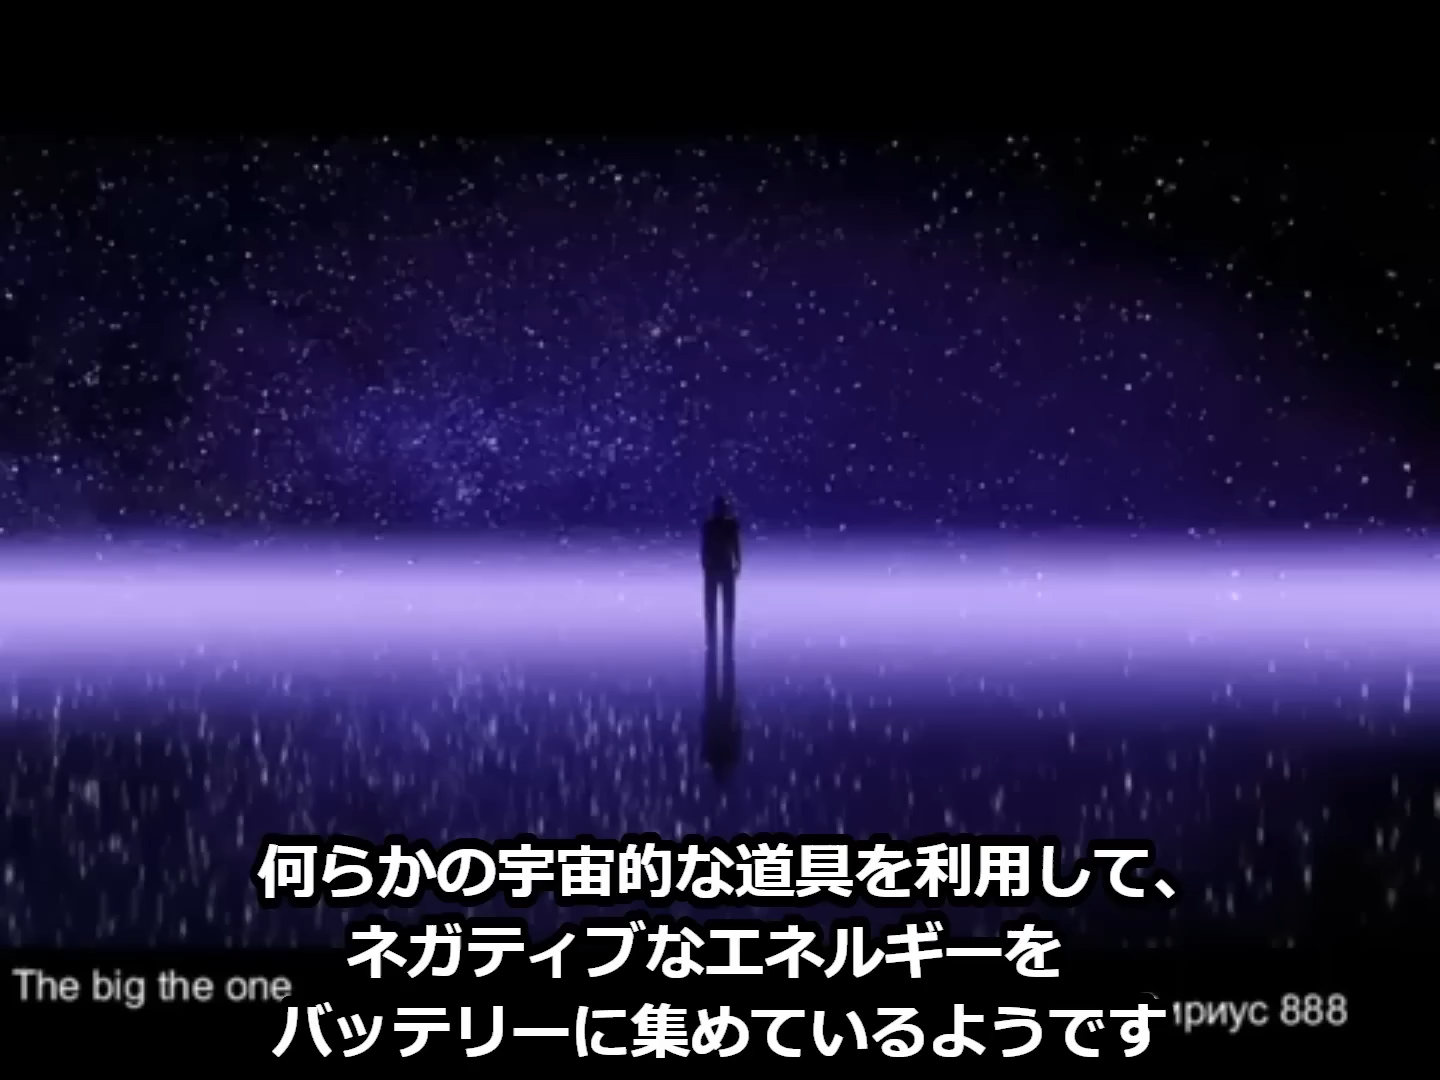 何らかの宇宙的な道具を利用して、
ネガティブなエネルギーを
The big the one
バッテリーに集めているようです
ириус 888